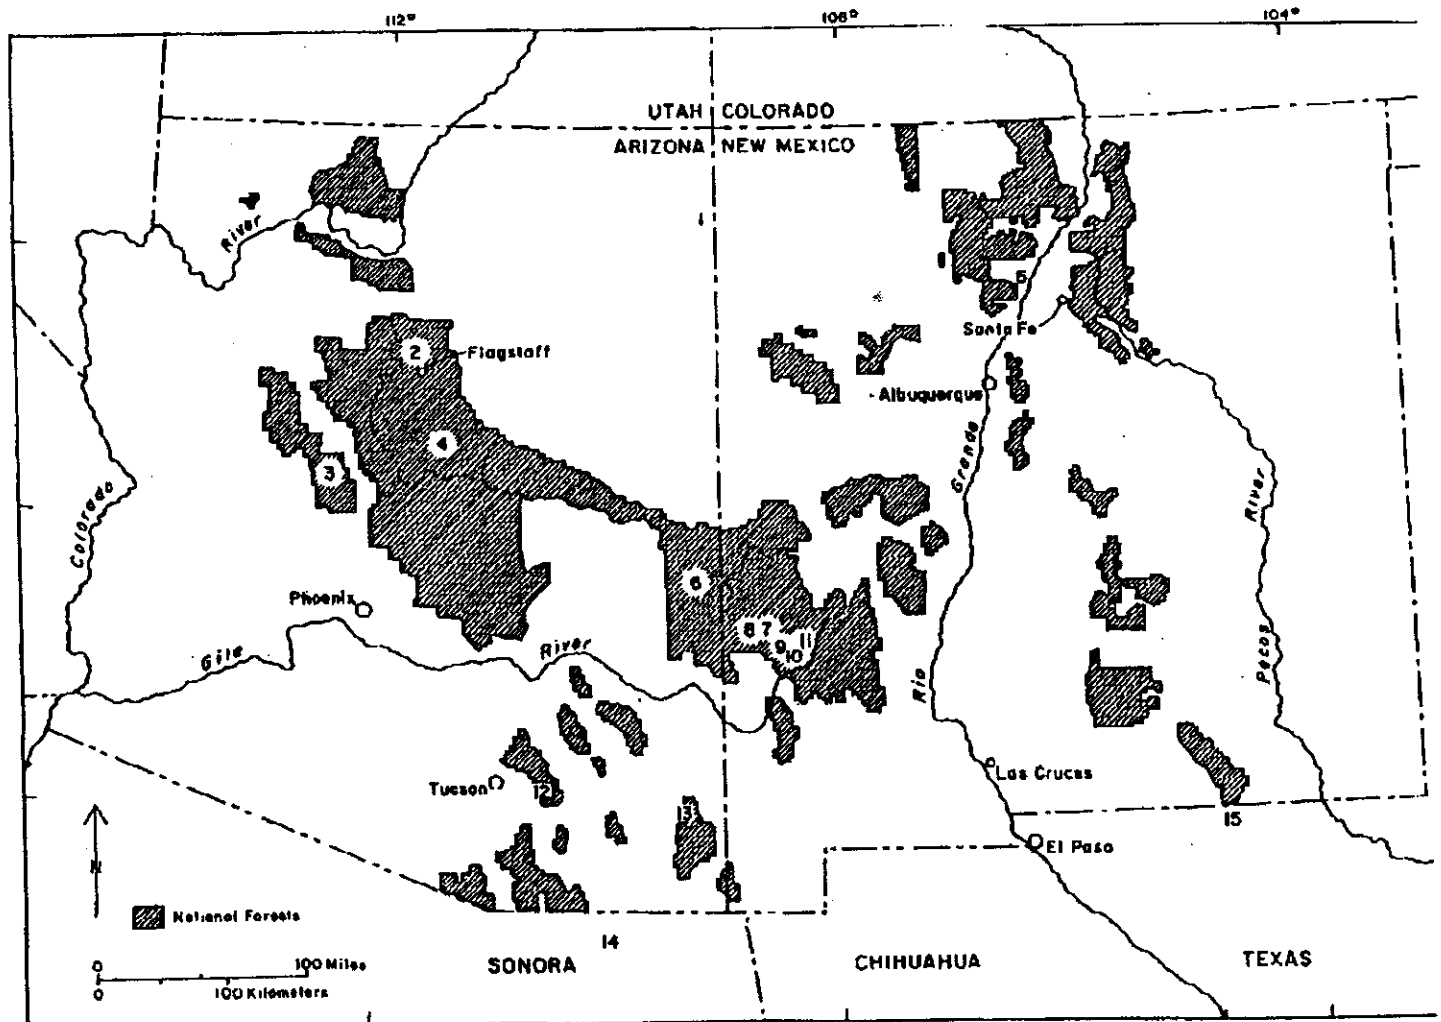 112° 108° 104°
UTAH COLORADO
ARIZONA NEW MEXICO
River
5
Santa Fe
2
Flagstaff
Albuquerque
4
3
Grande
River
Colorado
6
Phoenix
8 7
11
9
10
Gila
River
Rio
Pecos
Las Cruces
Tucson
12
13
15
El Paso
N
National Forests
14
SONORA
CHIHUAHUA
TEXAS
0 100 Miles
0 100 Kilometers